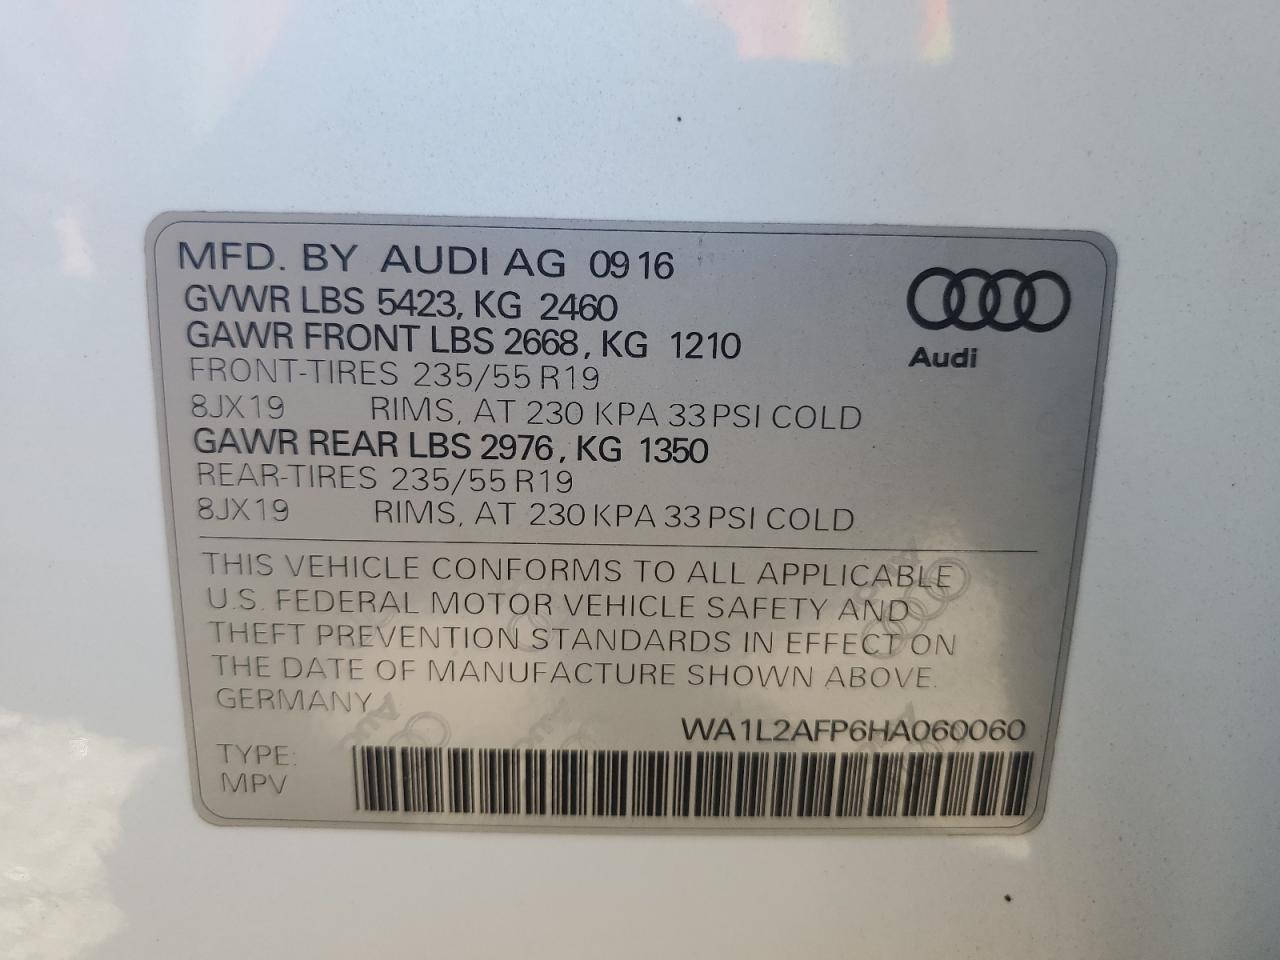 MFD. BY AUDI AG 0916
GVWR LBS 5423, KG 2460
GAWR FRONT LBS 2668, KG 1210
FRONT-TIRES 235/55 R19
8JX19 RIMS, AT 230 KPA 33 PSI COLD
GAWR REAR LBS 2976, KG 1350
REAR-TIRES 235/55 R19
8JX19 RIMS, AT 230 KPA 33 PSI COLD
Audi
THIS VEHICLE CONFORMS TO ALL APPLICABLE
U.S. FEDERAL MOTOR VEHICLE SAFETY AND
THEFT PREVENTION STANDARDS IN EFFECT ON
THE DATE OF MANUFACTURE SHOWN ABOVE.
GERMANY
WA1L2AFP6HA060060
TYPE:
MPV